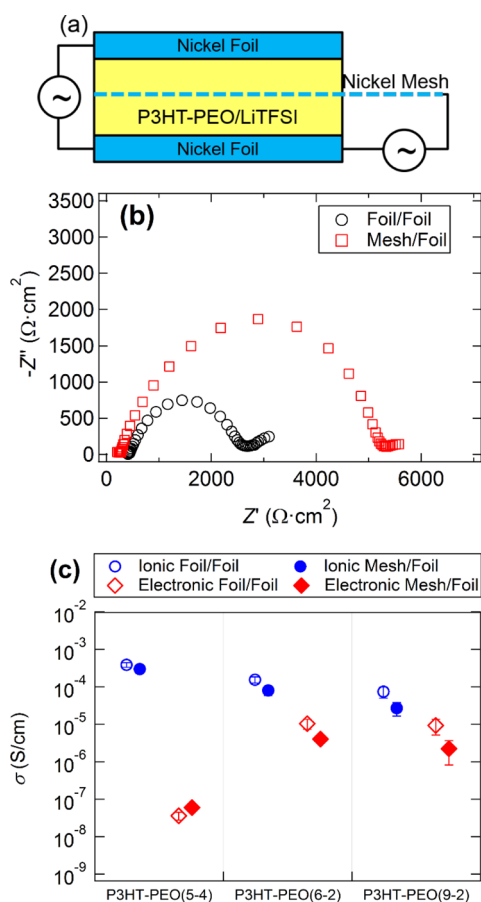 (a)
Nickel Foil
Nickel Mesh
~
P3HT-PEO/LiTFSI
~
Nickel Foil
(b)
Foil/Foil
Mesh/Foil
3500
3000
2500
2000
1500
1000
500
0
-Z" (Ω·cm²)
0 2000 4000 6000
Z' (Ω·cm²)
(c)
Ionic Foil/Foil Ionic Mesh/Foil
Electronic Foil/Foil Electronic Mesh/Foil
10⁻²
10⁻³
10⁻⁴
10⁻⁵
10⁻⁶
10⁻⁷
10⁻⁸
10⁻⁹
σ (S/cm)
P3HT-PEO(5-4) P3HT-PEO(6-2) P3HT-PEO(9-2)